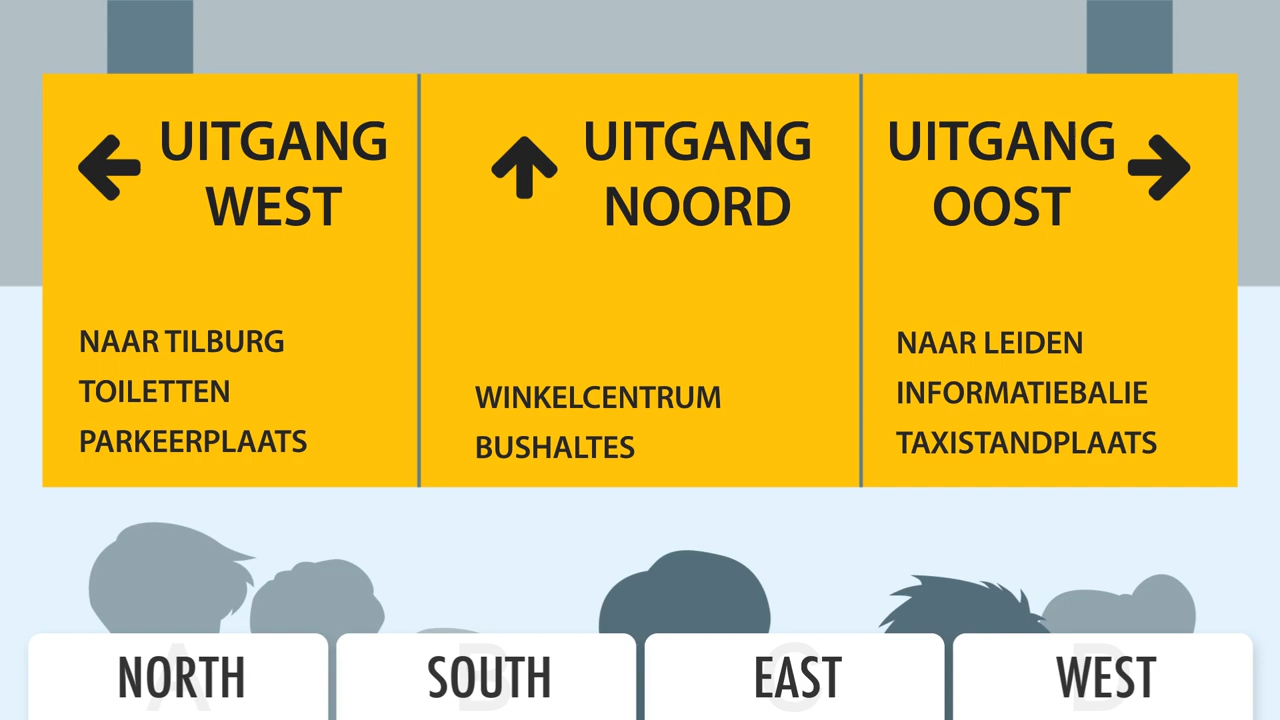 UITGANG
WEST
NAAR TILBURG
TOILETTEN
PARKEERPLAATS
UITGANG
NOORD
WINKELCENTRUM
BUSHALTES
UITGANG
OOST
NAAR LEIDEN
INFORMATIEBALIE
TAXISTANDPLAATS
A
NORTH
B
SOUTH
C
EAST
D
WEST